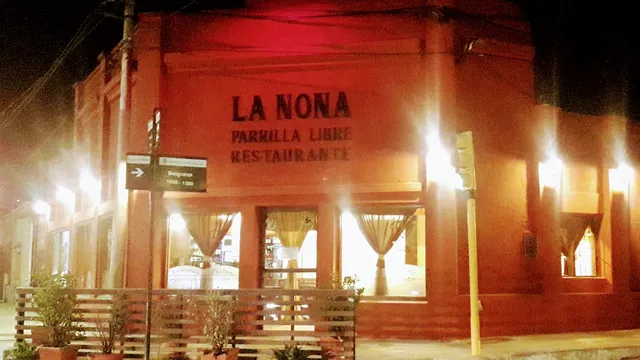 LA NONA
PARRILLA LIBRE
RESTAURANTE
Belgrano